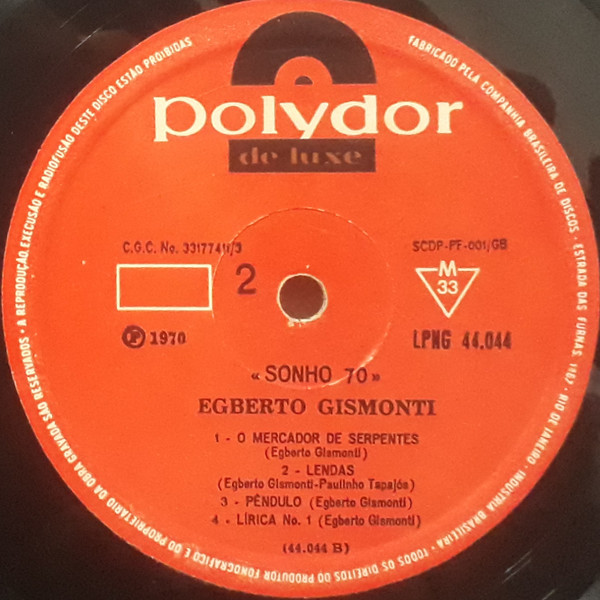 polydor
de luxe
C.G.C. No. 33177411/3
SCDP-PF-001/GB
2
M
33
℗ 1970
LPNG 44.044
«SONHO 70»
EGBERTO GISMONTI
1 - O MERCADOR DE SERPENTES
(Egberto Gismonti)
2 - LENDAS
(Egberto Gismonti-Paulinho Tapajós)
3 - PÊNDULO (Egberto Gismonti)
4 - LÍRICA No. 1 (Egberto Gismonti)
(44.044 B)
FABRICADO PELA COMPANHIA BRASILEIRA DE DISCOS · ESTRADA DAS FURNAS, 1167 · RIO DE JANEIRO · INDUSTRIA BRASILEIRA · TODOS OS DIREITOS DO PRODUTOR FONOGRÁFICO E DO PROPRIETÁRIO DA OBRA GRAVADA SÃO RESERVADOS · A REPRODUÇÃO, EXECUSÃO E RADIOFUSÃO DESTE DISCO ESTÃO PROIBIDAS